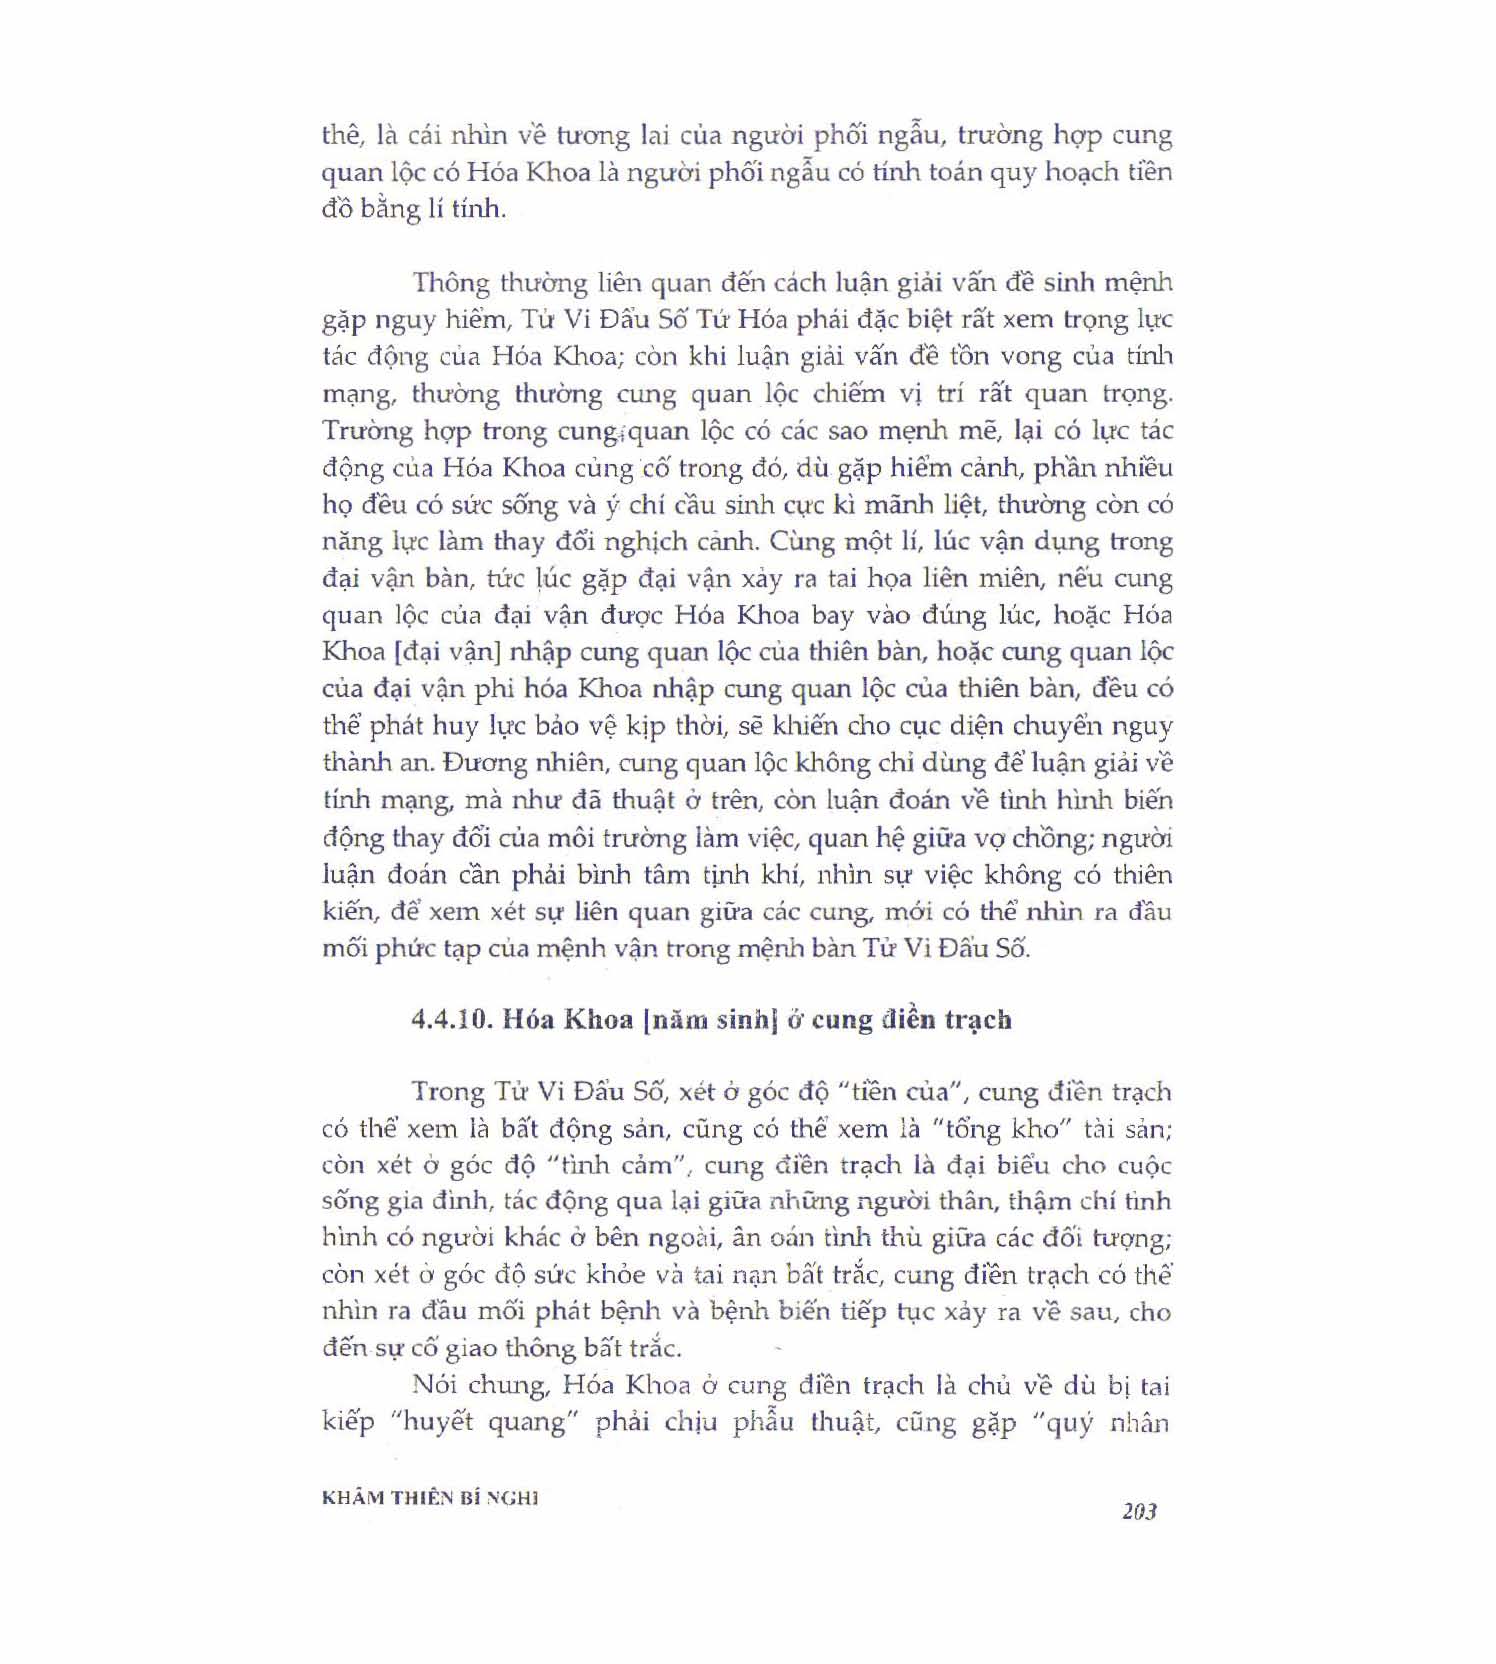 thê, là cái nhìn về tương lai của người phối ngẫu, trường hợp cung
quan lộc có Hóa Khoa là người phối ngẫu có tính toán quy hoạch tiền
đồ bằng lí tính.
Thông thường liên quan đến cách luận giải vấn đề sinh mệnh
gặp nguy hiểm, Tử Vi Đẩu Số Tứ Hóa phái đặc biệt rất xem trọng lực
tác động của Hóa Khoa; còn khi luận giải vấn đề tồn vong của tính
mạng, thường thường cung quan lộc chiếm vị trí rất quan trọng.
Trường hợp trong cung quan lộc có các sao mạnh mẽ, lại có lực tác
động của Hóa Khoa củng cố trong đó, dù gặp hiểm cảnh, phần nhiều
họ đều có sức sống và ý chí cầu sinh cực kì mãnh liệt, thường còn có
năng lực làm thay đổi nghịch cảnh. Cùng một lí, lúc vận dụng trong
đại vận bàn, tức lúc gặp đại vận xảy ra tai họa liên miên, nếu cung
quan lộc của đại vận được Hóa Khoa bay vào đúng lúc, hoặc Hóa
Khoa [đại vận] nhập cung quan lộc của thiên bàn, hoặc cung quan lộc
của đại vận phi hóa Khoa nhập cung quan lộc của thiên bàn, đều có
thể phát huy lực bảo vệ kịp thời, sẽ khiến cho cục diện chuyển nguy
thành an. Đương nhiên, cung quan lộc không chỉ dùng để luận giải về
tính mạng, mà như đã thuật ở trên, còn luận đoán về tình hình biến
động thay đổi của môi trường làm việc, quan hệ giữa vợ chồng; người
luận đoán cần phải bình tâm tịnh khí, nhìn sự việc không có thiên
kiến, để xem xét sự liên quan giữa các cung, mới có thể nhìn ra đầu
mối phức tạp của mệnh vận trong mệnh bàn Tử Vi Đẩu Số.
4.4.10. Hóa Khoa [năm sinh] ở cung điền trạch
Trong Tử Vi Đẩu Số, xét ở góc độ "tiền của", cung điền trạch
có thể xem là bất động sản, cũng có thể xem là "tổng kho" tài sản;
còn xét ở góc độ "tình cảm", cung điền trạch là đại biểu cho cuộc
sống gia đình, tác động qua lại giữa những người thân, thậm chí tình
hình có người khác ở bên ngoài, ân oán tình thù giữa các đối tượng;
còn xét ở góc độ sức khỏe và tai nạn bất trắc, cung điền trạch có thể
nhìn ra đầu mối phát bệnh và bệnh biến tiếp tục xảy ra về sau, cho
đến sự cố giao thông bất trắc.
Nói chung, Hóa Khoa ở cung điền trạch là chủ về dù bị tai
kiếp "huyết quang" phải chịu phẫu thuật, cũng gặp "quý nhân
KHÂM THIÊN BÍ NGHI
203